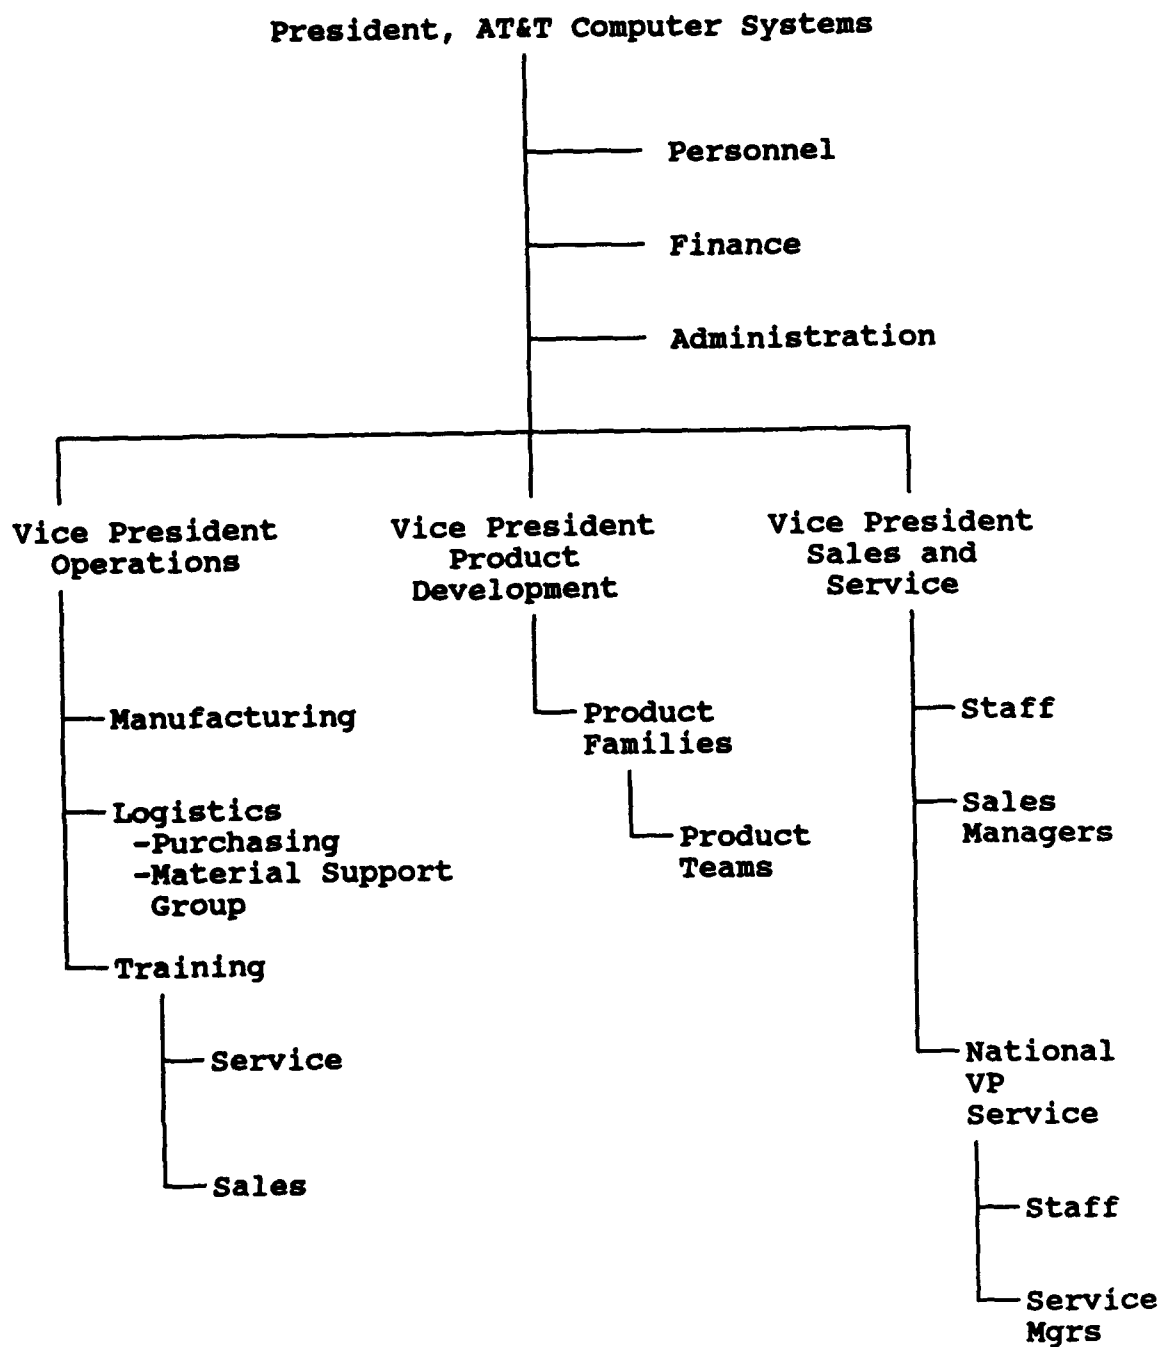 President, AT&T Computer Systems
Personnel
Finance
Administration
Vice President
Operations
Manufacturing
Logistics
-Purchasing
-Material Support
Group
Training
Service
Sales
Vice President
Product
Development
Product
Families
Product
Teams
Vice President
Sales and
Service
Staff
Sales
Managers
National
VP
Service
Staff
Service
Mgrs